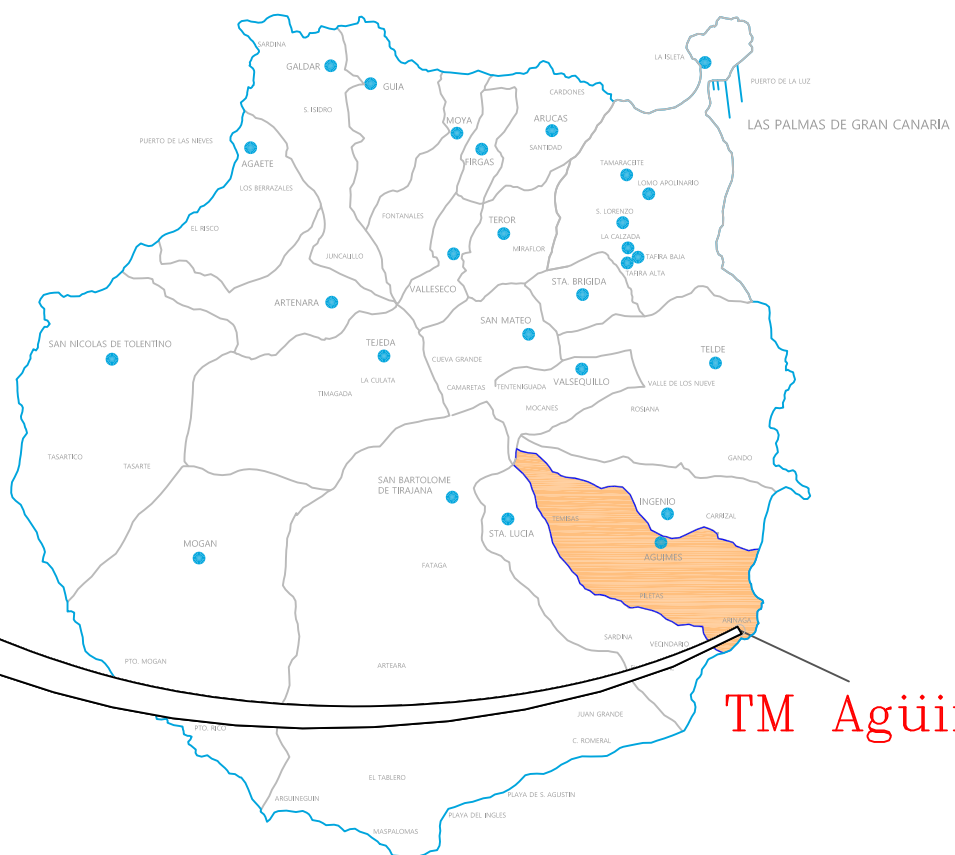 SARDINA
GALDAR
GUIA
S. ISIDRO
LA ISLETA
PUERTO DE LA LUZ
LAS PALMAS DE GRAN CANARIA
CARDONES
MOYA
ARUCAS
SANTIDAD
FIRGAS
PUERTO DE LAS NIEVES
AGAETE
LOS BERRAZALES
TAMARACEITE
LOMO APOLINARIO
FONTANALES
TEROR
S. LORENZO
EL RISCO
LA CALZADA
MIRAFLOR
JUNCALILLO
TAFIRA BAJA
TAFIRA ALTA
VALLESECO
STA. BRIGIDA
ARTENARA
SAN MATEO
SAN NICOLAS DE TOLENTINO
TEJEDA
TELDE
CUEVA GRANDE
LA CULATA
VALSEQUILLO
VALLE DE LOS NUEVE
TIMAGADA
CAMARETAS
TENTENIGUADA
MOCANES
ROSIANA
TASARTICO
TASARTE
GANDO
SAN BARTOLOME
DE TIRAJANA
INGENIO
CARRIZAL
TEMISAS
STA. LUCIA
MOGAN
AGUIMES
FATAGA
PILETAS
ARINAGA
SARDINA
VECINDARIO
PTO. MOGAN
ARTEARA
TM Agüi
JUAN GRANDE
PTO. RICO
C. ROMERAL
EL TABLERO
ARGUINEGUIN
PLAYA DE S. AGUSTIN
PLAYA DEL INGLES
MASPALOMAS